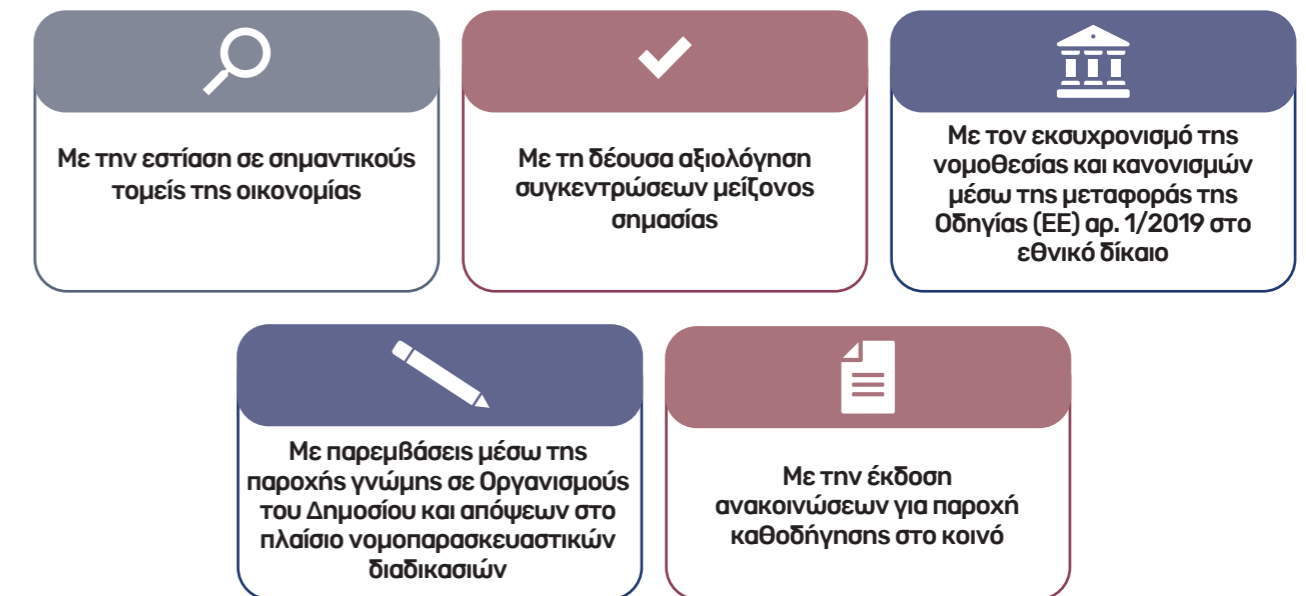 Με την εστίαση σε σημαντικούς
τομείς της οικονομίας
Με τη δέουσα αξιολόγηση
συγκεντρώσεων μείζονος
σημασίας
Με τον εκσυχρονισμό της
νομοθεσίας και κανονισμών
μέσω της μεταφοράς της
Οδηγίας (ΕΕ) αρ. 1/2019 στο
εθνικό δίκαιο
Με παρεμβάσεις μέσω της
παροχής γνώμης σε Οργανισμούς
του Δημοσίου και απόψεων στο
πλαίσιο νομοπαρασκευαστικών
διαδικασιών
Με την έκδοση
ανακοινώσεων για παροχή
καθοδήγησης στο κοινό